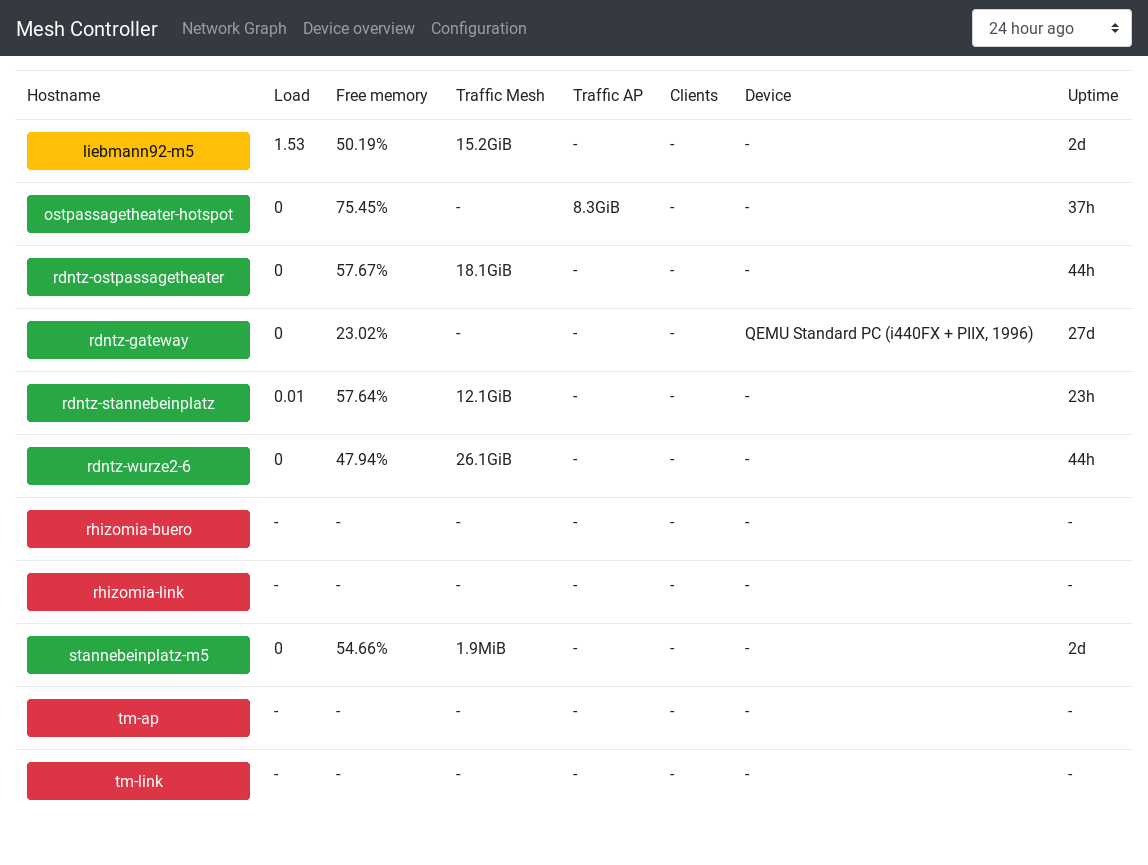 Mesh Controller Network Graph Device overview Configuration 24 hour ago
Hostname Load Free memory Traffic Mesh Traffic AP Clients Device Uptime
liebmann92-m5 1.53 50.19% 15.2GiB - - - 2d
ostpassagetheater-hotspot 0 75.45% - 8.3GiB - - 37h
rdntz-ostpassagetheater 0 57.67% 18.1GiB - - - 44h
rdntz-gateway 0 23.02% - - - QEMU Standard PC (i440FX + PIIX, 1996) 27d
rdntz-stannebeinplatz 0.01 57.64% 12.1GiB - - - 23h
rdntz-wurze2-6 0 47.94% 26.1GiB - - - 44h
rhizomia-buero - - - - - - -
rhizomia-link - - - - - - -
stannebeinplatz-m5 0 54.66% 1.9MiB - - - 2d
tm-ap - - - - - - -
tm-link - - - - - - -